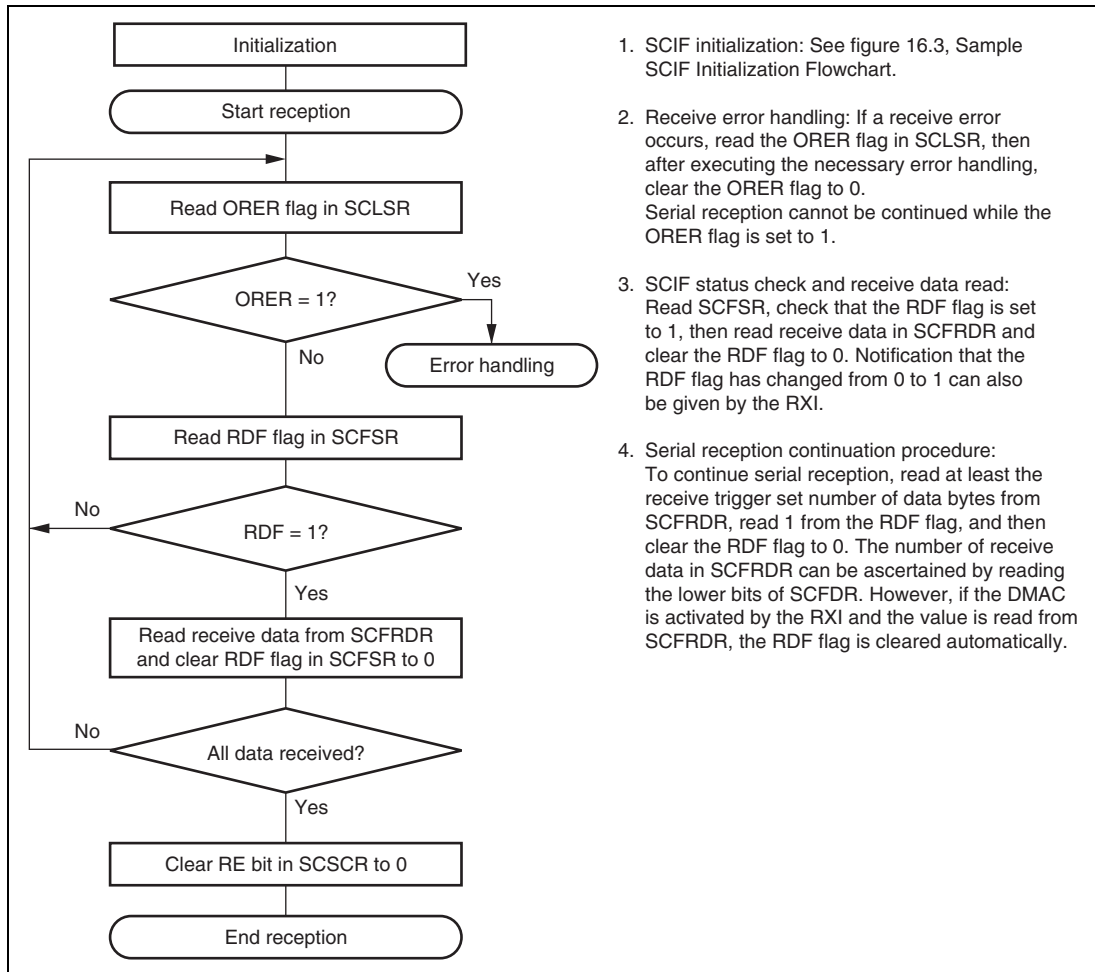 Initialization
Start reception
Read ORER flag in SCLSR
ORER = 1?
Yes
No
Error handling
Read RDF flag in SCFSR
No
RDF = 1?
Yes
Read receive data from SCFRDR
and clear RDF flag in SCFSR to 0
No
All data received?
Yes
Clear RE bit in SCSCR to 0
End reception
1. SCIF initialization: See figure 16.3, Sample
SCIF Initialization Flowchart.
2. Receive error handling: If a receive error
occurs, read the ORER flag in SCLSR, then
after executing the necessary error handling,
clear the ORER flag to 0.
Serial reception cannot be continued while the
ORER flag is set to 1.
3. SCIF status check and receive data read:
Read SCFSR, check that the RDF flag is set
to 1, then read receive data in SCFRDR and
clear the RDF flag to 0. Notification that the
RDF flag has changed from 0 to 1 can also
be given by the RXI.
4. Serial reception continuation procedure:
To continue serial reception, read at least the
receive trigger set number of data bytes from
SCFRDR, read 1 from the RDF flag, and then
clear the RDF flag to 0. The number of receive
data in SCFRDR can be ascertained by reading
the lower bits of SCFDR. However, if the DMAC
is activated by the RXI and the value is read from
SCFRDR, the RDF flag is cleared automatically.